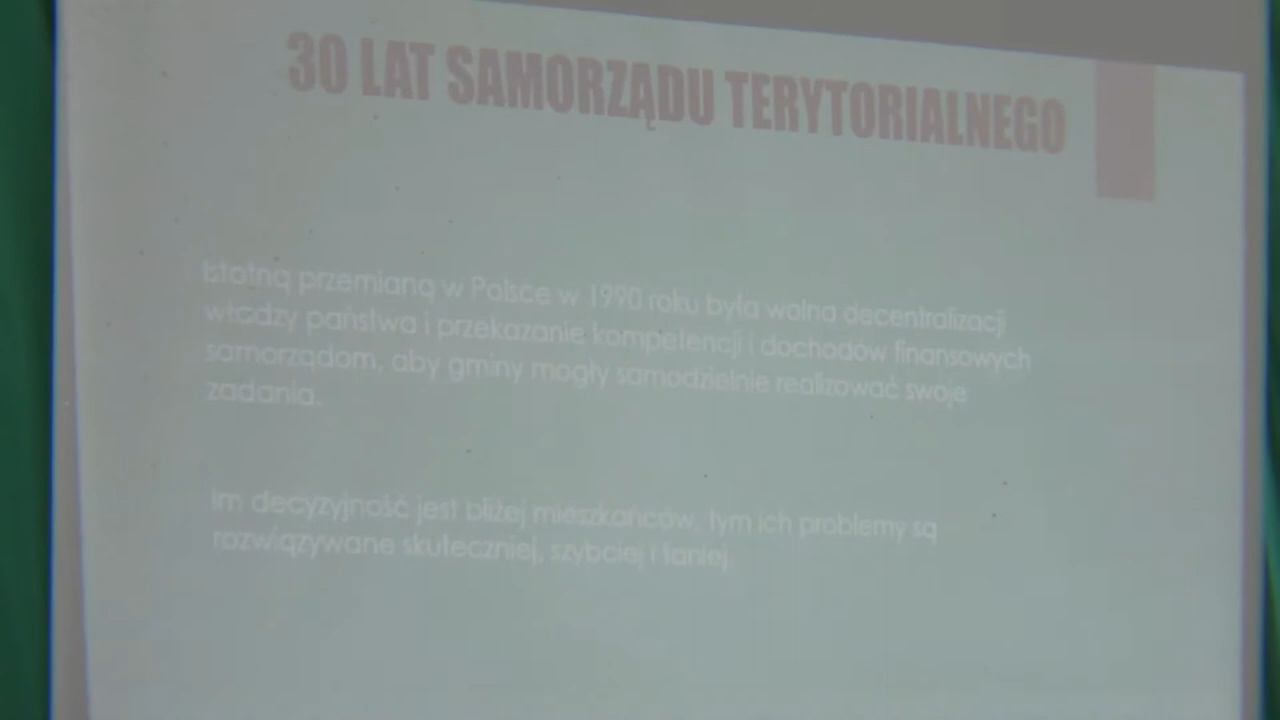 30 LAT SAMORZĄDU TERYTORIALNEGO
Istotną przemianą w Polsce w 1990 roku była wolna decentralizacji
władzy państwa i przekazanie kompetencji i dochodów finansowych
samorządom, aby gminy mogły samodzielnie realizować swoje
zadania.
Im decyzyjność jest bliżej mieszkańców, tym ich problemy są
rozwiązywane skuteczniej, szybciej i taniej.